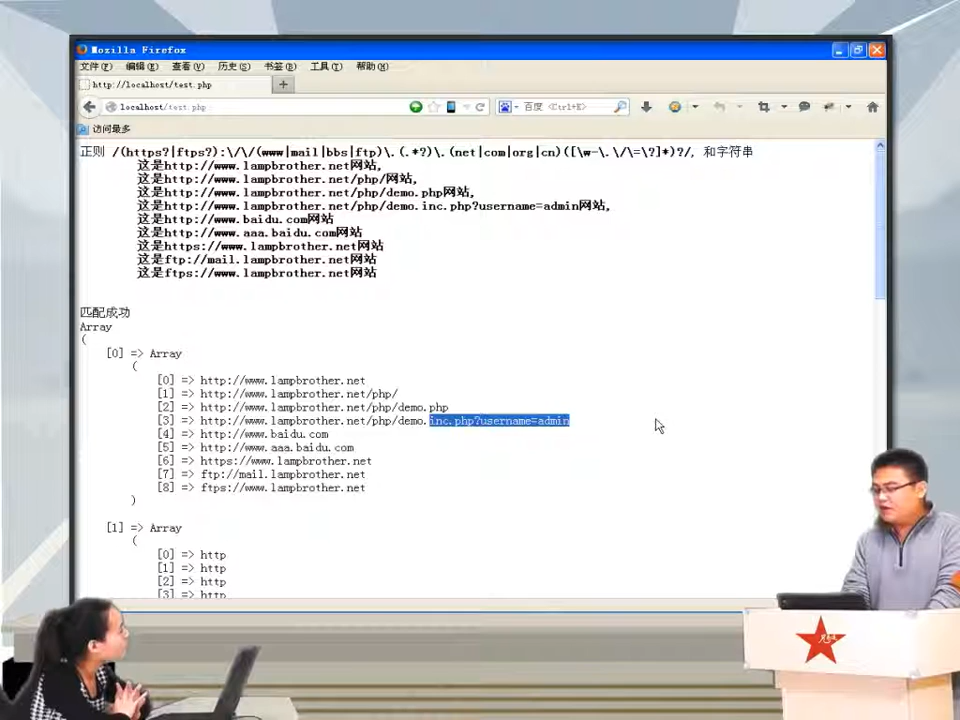 Mozilla Firefox
文件(F) 编辑(E) 查看(V) 历史(S) 书签(B) 工具(T) 帮助(H)
http://localhost/test.php
localhost/test.php
百度 <Ctrl+K>
访问最多
正则 /(https?|ftps?):\/\/(www|mail|bbs|ftp)\.(.*?)\.(net|com|org|cn)([\w-\.\/\=\?]*)?/, 和字符串
这是http://www.lampbrother.net网站,
这是http://www.lampbrother.net/php/网站,
这是http://www.lampbrother.net/php/demo.php网站,
这是http://www.lampbrother.net/php/demo.inc.php?username=admin网站,
这是http://www.baidu.com网站
这是http://www.aaa.baidu.com网站
这是https://www.lampbrother.net网站
这是ftp://mail.lampbrother.net网站
这是ftps://www.lampbrother.net网站
匹配成功
Array
(
[0] => Array
(
[0] => http://www.lampbrother.net
[1] => http://www.lampbrother.net/php/
[2] => http://www.lampbrother.net/php/demo.php
[3] => http://www.lampbrother.net/php/demo.inc.php?username=admin
[4] => http://www.baidu.com
[5] => http://www.aaa.baidu.com
[6] => https://www.lampbrother.net
[7] => ftp://mail.lampbrother.net
[8] => ftps://www.lampbrother.net
)
[1] => Array
(
[0] => http
[1] => http
[2] => http
[3] => http